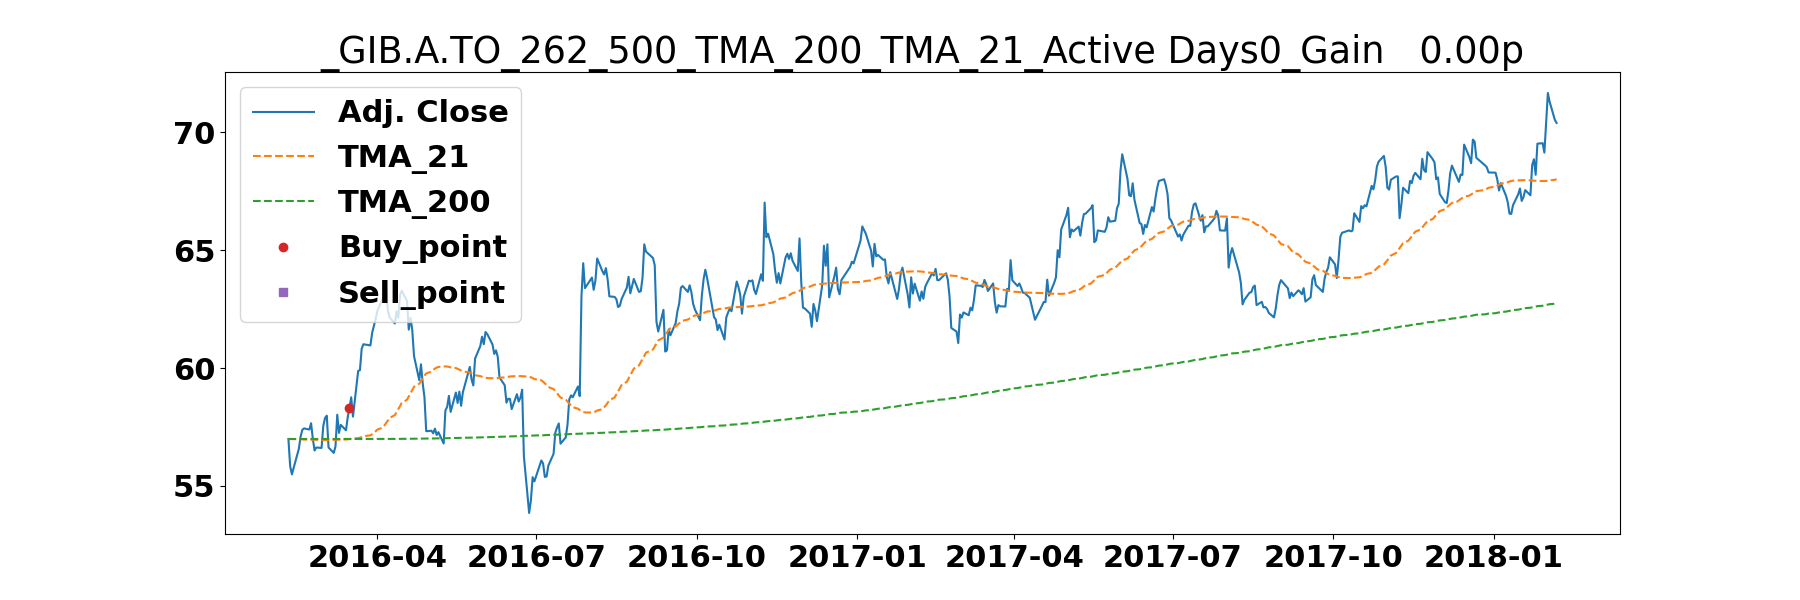 _GIB.A.TO_262_500_TMA_200_TMA_21_Active Days0_Gain   0.00p
Adj. Close
TMA_21
TMA_200
Buy_point
Sell_point
70
65
60
55
2016-04 2016-07 2016-10 2017-01 2017-04 2017-07 2017-10 2018-01